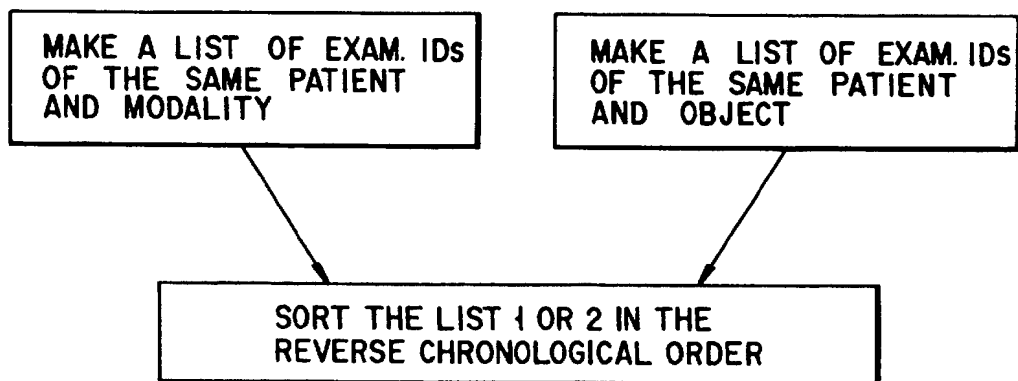 MAKE A LIST OF EXAM. IDs
OF THE SAME PATIENT
AND MODALITY
MAKE A LIST OF EXAM. IDs
OF THE SAME PATIENT
AND OBJECT
SORT THE LIST 1 OR 2 IN THE
REVERSE CHRONOLOGICAL ORDER